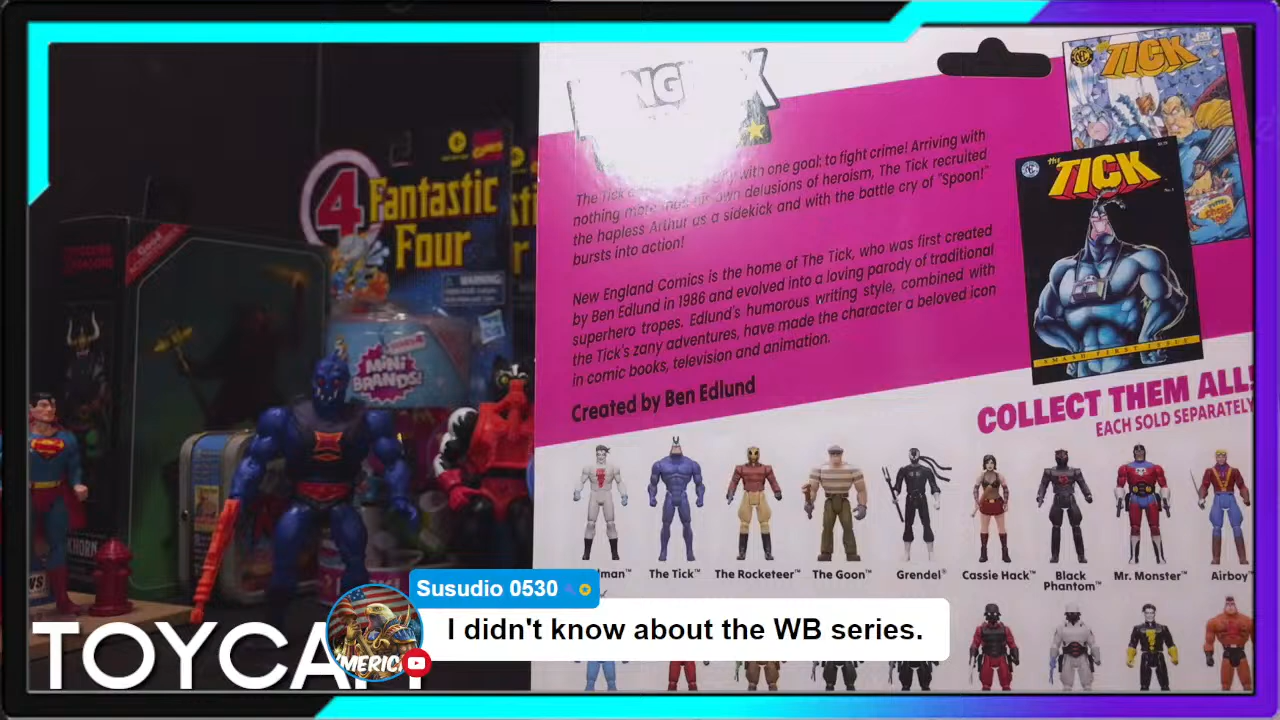 4
Fantastic
Four
WARNING
MINI
BRANDS!
THE
TICK
THE
TICK
The Tick with one goal: to fight crime! Arriving with
nothing more own delusions of heroism, The Tick recruited
the hapless Arthur as a sidekick and with the battle cry of "Spoon!"
bursts into action!
New England Comics is the home of The Tick, who was first created
by Ben Edlund in 1986 and evolved into a loving parody of traditional
superhero tropes. Edlund's humorous writing style, combined with
the Tick's zany adventures, have made the character a beloved icon
in comic books, television and animation.
Created by Ben Edlund
SMASH FIRST ISSUE
COLLECT THEM ALL!
EACH SOLD SEPARATELY
The Tick™
The Rocketeer™
The Goon™
Grendel®
Cassie Hack™
Black
Phantom™
Mr. Monster™
Airboy™
Susudio 0530
I didn't know about the WB series.
TOYCA